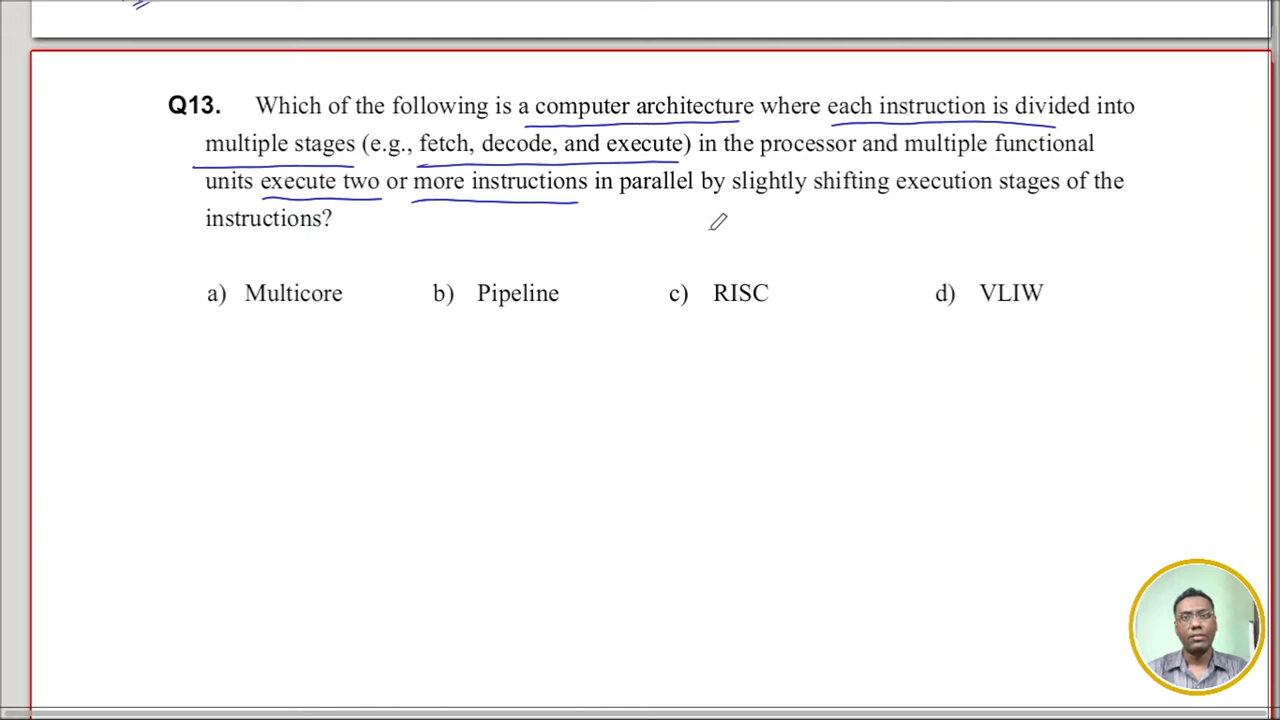 Q13. Which of the following is a computer architecture where each instruction is divided into
multiple stages (e.g., fetch, decode, and execute) in the processor and multiple functional
units execute two or more instructions in parallel by slightly shifting execution stages of the
instructions?
a) Multicore b) Pipeline c) RISC d) VLIW